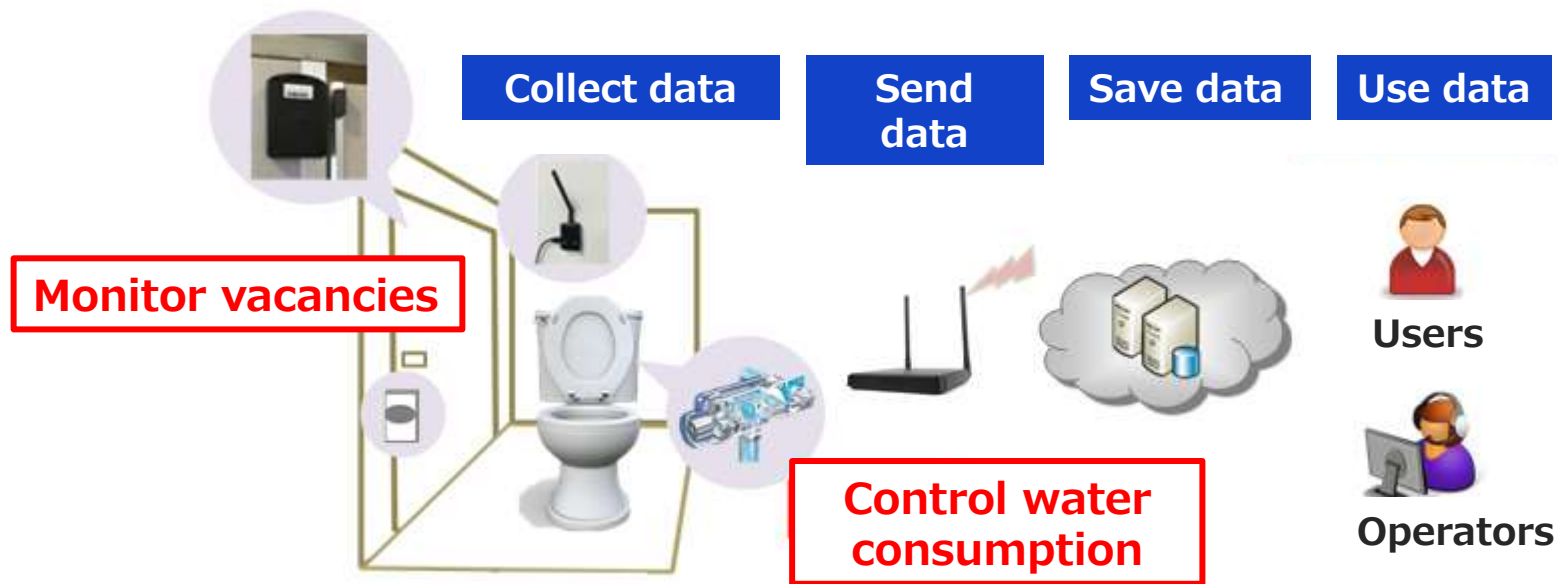 Collect data
Send
data
Save data
Use data
Monitor vacancies
Users
Control water
consumption
Operators